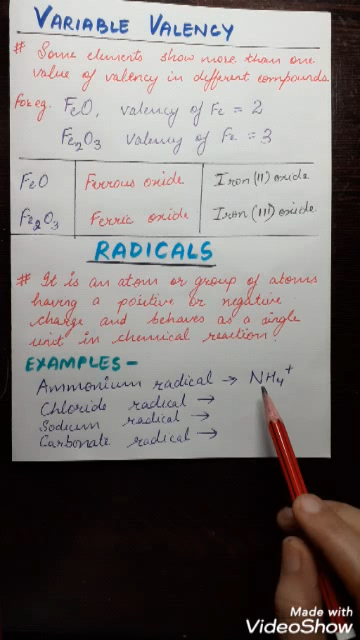 VARIABLE VALENCY
# Some elements show more than one
value of valency in different compounds
For eg. FeO, valency of Fe = 2
Fe2O3 valency of Fe = 3
FeO Ferrous oxide Iron (II) oxide
Fe2O3 Ferric oxide Iron (III) oxide
RADICALS
# It is an atom or group of atoms
having a positive or negative
charge and behaves as a single
unit in chemical reaction.
EXAMPLES-
Ammonium radical → NH4+
Chloride radical →
Sodium radical →
Carbonate radical →
Made with
VideoShow